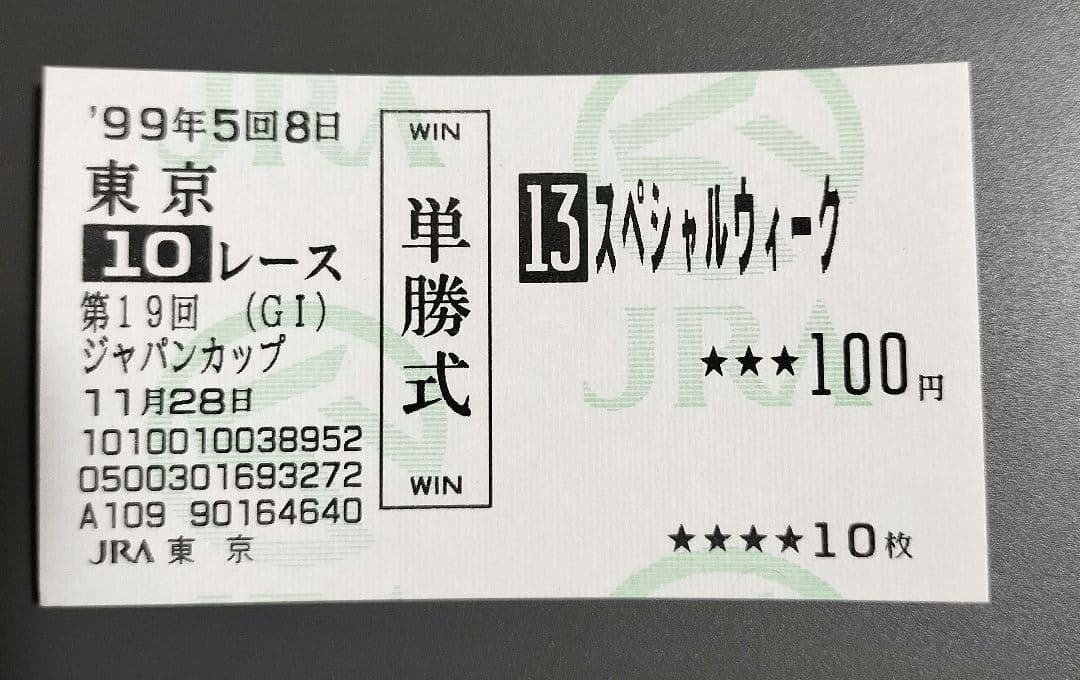 '99年5回8日
東京
10レース
第19回 (GI)
ジャパンカップ
11月28日
1010010038952
0500301693272
A109 90164640
JRA 東 京
WIN
単勝式
WIN
13スペシャルウィーク
★★★100円
★★★★10枚
JRA
JRA